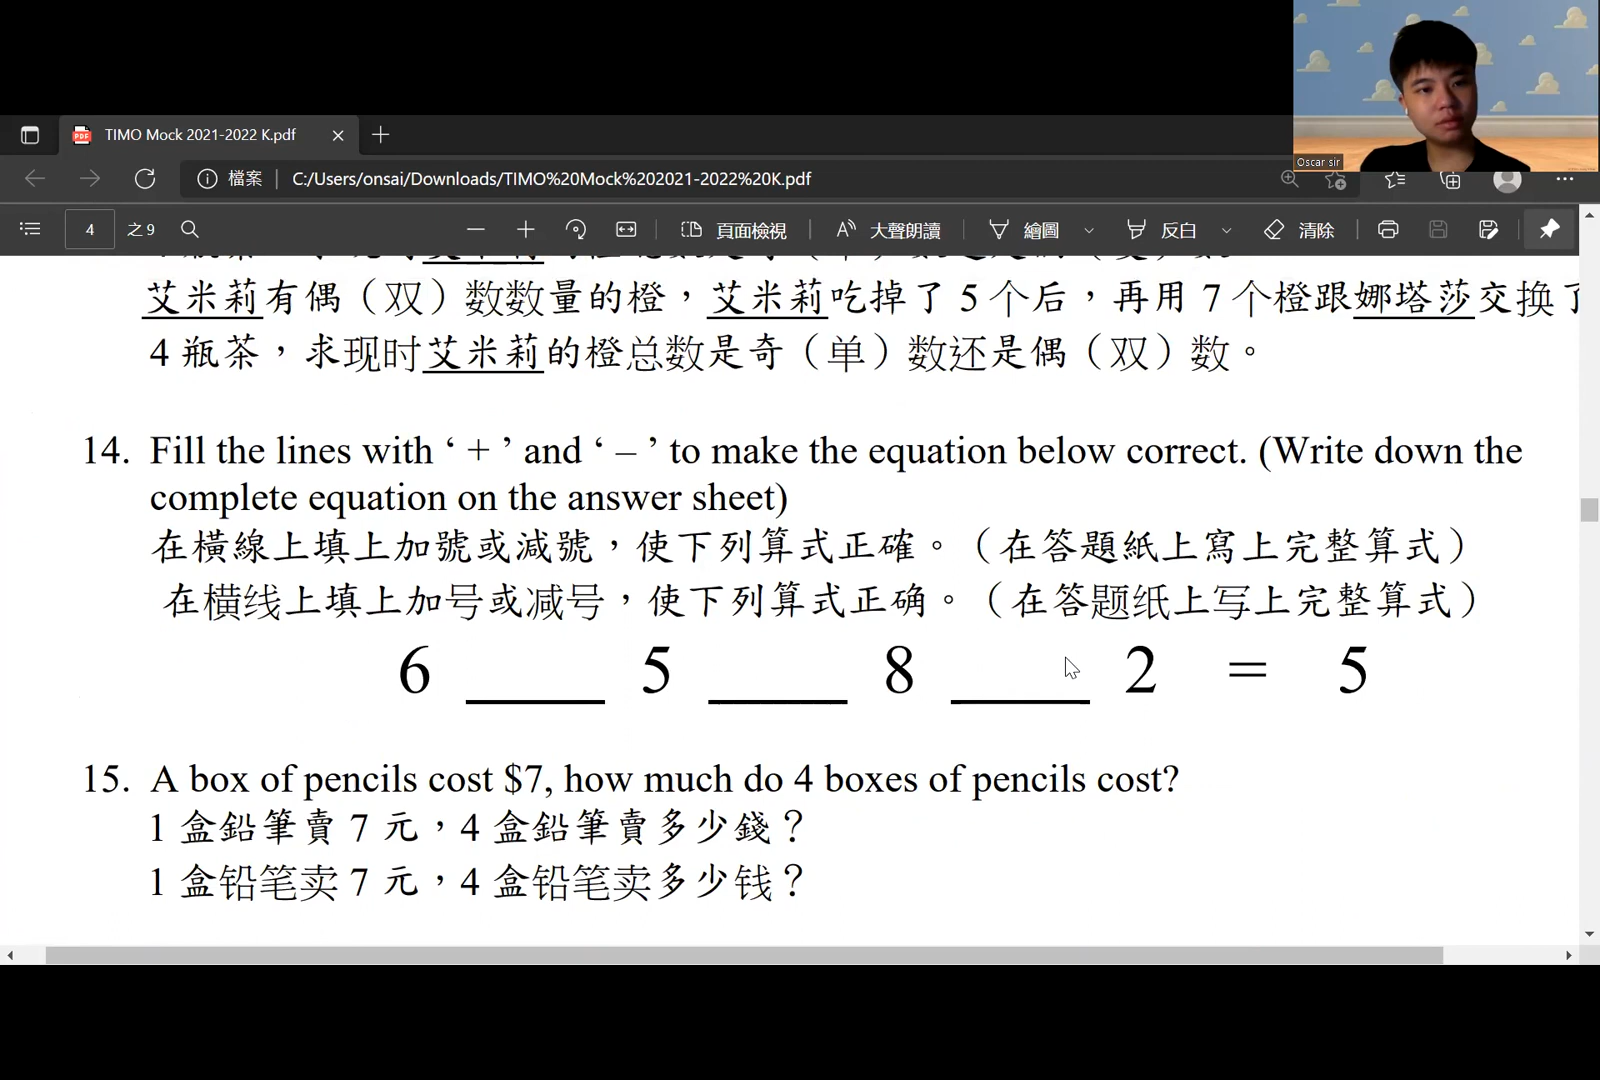 Oscar sir
TIMO Mock 2021-2022 K.pdf
檔案 C:/Users/onsai/Downloads/TIMO%20Mock%202021-2022%20K.pdf
4 之 9 頁面檢視 大聲朗讀 繪圖 反白 清除
艾米莉有偶（双）数数量的橙，艾米莉吃掉了 5 个后，再用 7 个橙跟娜塔莎交换了
4 瓶茶，求现时艾米莉的橙总数是奇（单）数还是偶（双）数。
14. Fill the lines with ‘ + ’ and ‘ – ’ to make the equation below correct. (Write down the
complete equation on the answer sheet)
在橫線上填上加號或減號，使下列算式正確。（在答題紙上寫上完整算式）
在横线上填上加号或减号，使下列算式正确。（在答题纸上写上完整算式）
6 ____ 5 ____ 8 ____ 2 = 5
15. A box of pencils cost $7, how much do 4 boxes of pencils cost?
1 盒鉛筆賣 7 元，4 盒鉛筆賣多少錢？
1 盒铅笔卖 7 元，4 盒铅笔卖多少钱？